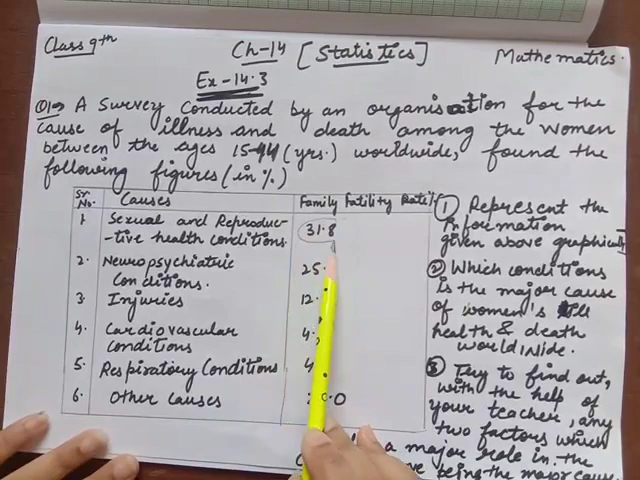 Class 9th
Ch-14 [Statistics]
Mathematics.
Ex-14.3
Q1⇒ A survey conducted by an organisation for the
cause of illness and death among the women
between the ages 15-44 (yrs.) worldwide, found the
following figures (in %)
Sr. No. Causes Family Fatility Rate%
1. Sexual and Reproduc-
-tive health conditions. 31.8
2. Neuropsychiatric
Conditions. 25.
3. Injuries 12.
4. Cardiovascular
conditions 4.
5. Respiratory Conditions 4
6. Other causes .0
① Represent the
information
given above graphically
② Which conditions
is the major cause
of women's ill
health & death
worldwide.
③ Try to find out,
with the help of
your teacher, any
two factors which
a major role in the
being the major cause